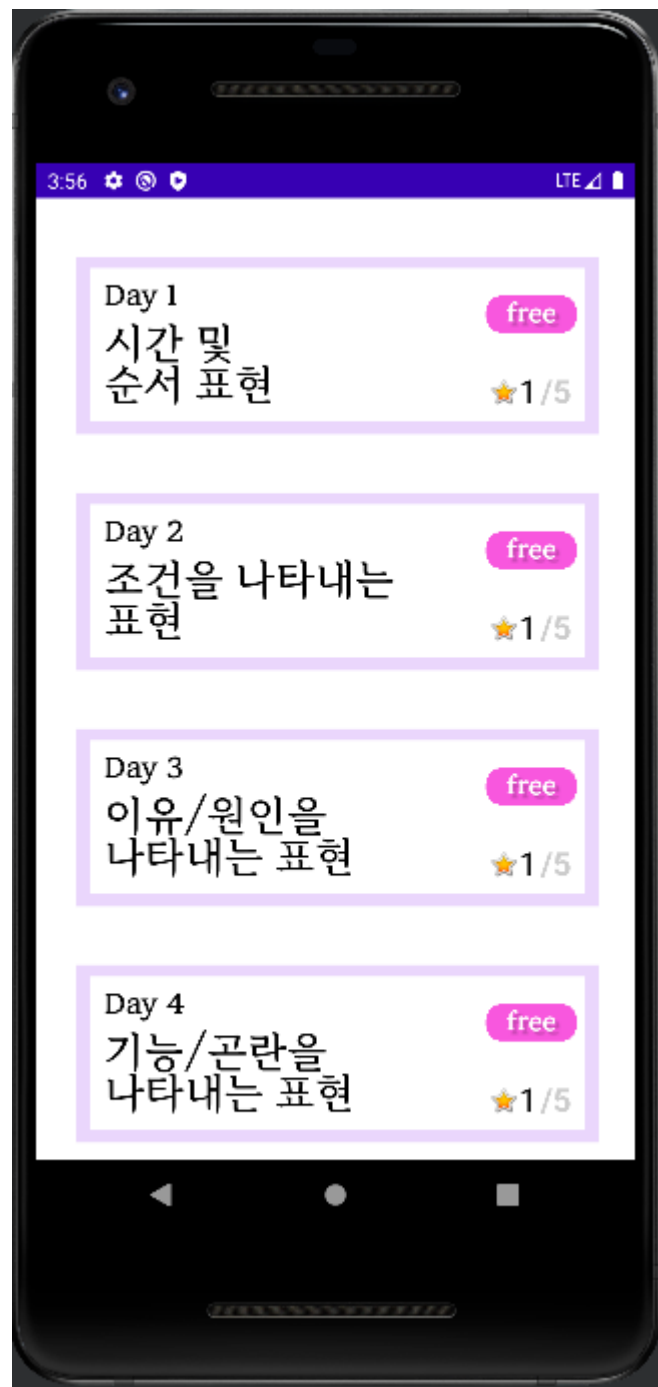 3:56 LTE
Day 1
free
시간 및
순서 표현
1/5
Day 2
free
조건을 나타내는
표현
1/5
Day 3
free
이유/원인을
나타내는 표현
1/5
Day 4
free
기능/곤란을
나타내는 표현
1/5